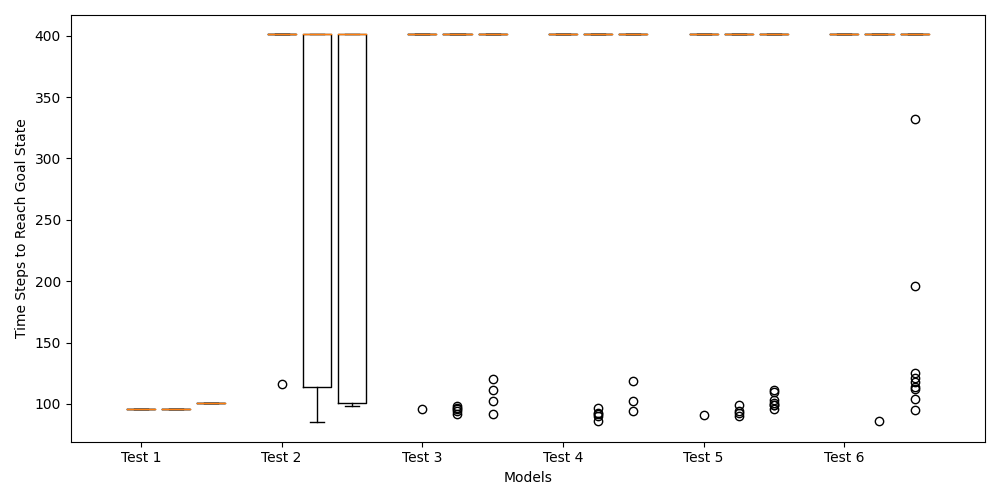 400
350
300
250
200
150
100
Time Steps to Reach Goal State
Test 1
Test 2
Test 3
Test 4
Test 5
Test 6
Models